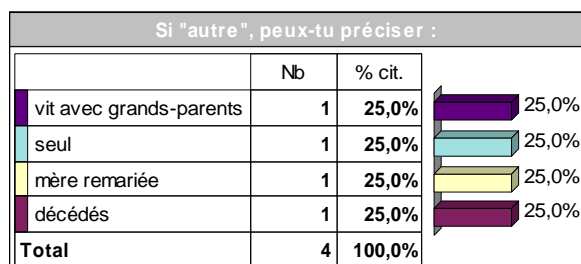 Si "autre", peux-tu préciser :
Nb % cit.
vit avec grands-parents 1 25,0% 25,0%
seul 1 25,0% 25,0%
mère remariée 1 25,0% 25,0%
décédés 1 25,0% 25,0%
Total 4 100,0%